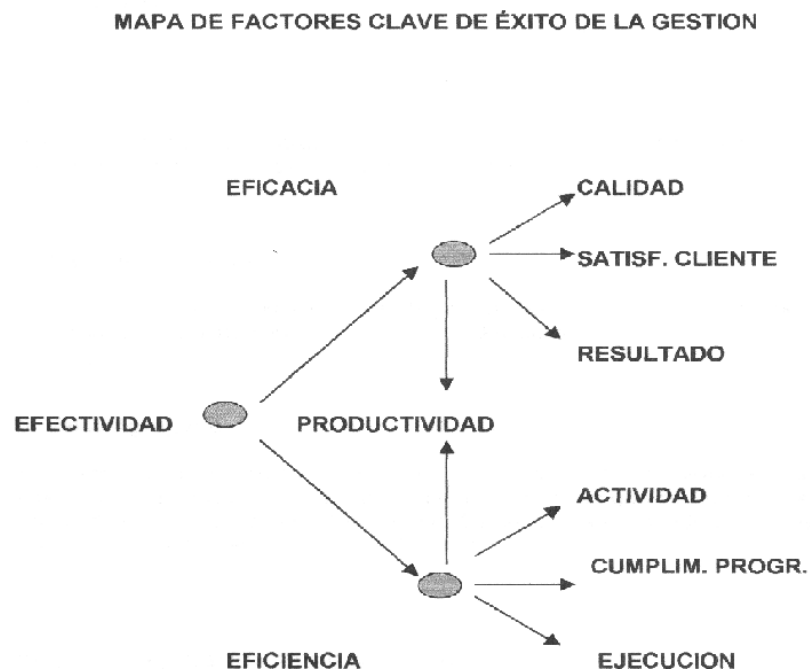 MAPA DE FACTORES CLAVE DE ÉXITO DE LA GESTION
EFICACIA
CALIDAD
SATISF. CLIENTE
RESULTADO
EFECTIVIDAD
PRODUCTIVIDAD
ACTIVIDAD
CUMPLIM. PROGR.
EFICIENCIA
EJECUCION